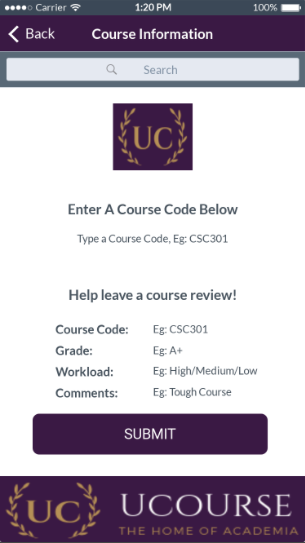 Carrier 1:20 PM 100%
Back Course Information
Search
UC
Enter A Course Code Below
Type a Course Code, Eg: CSC301
Help leave a course review!
Course Code: Eg: CSC301
Grade: Eg: A+
Workload: Eg: High/Medium/Low
Comments: Eg: Tough Course
SUBMIT
UC UCOURSE
THE HOME OF ACADEMIA